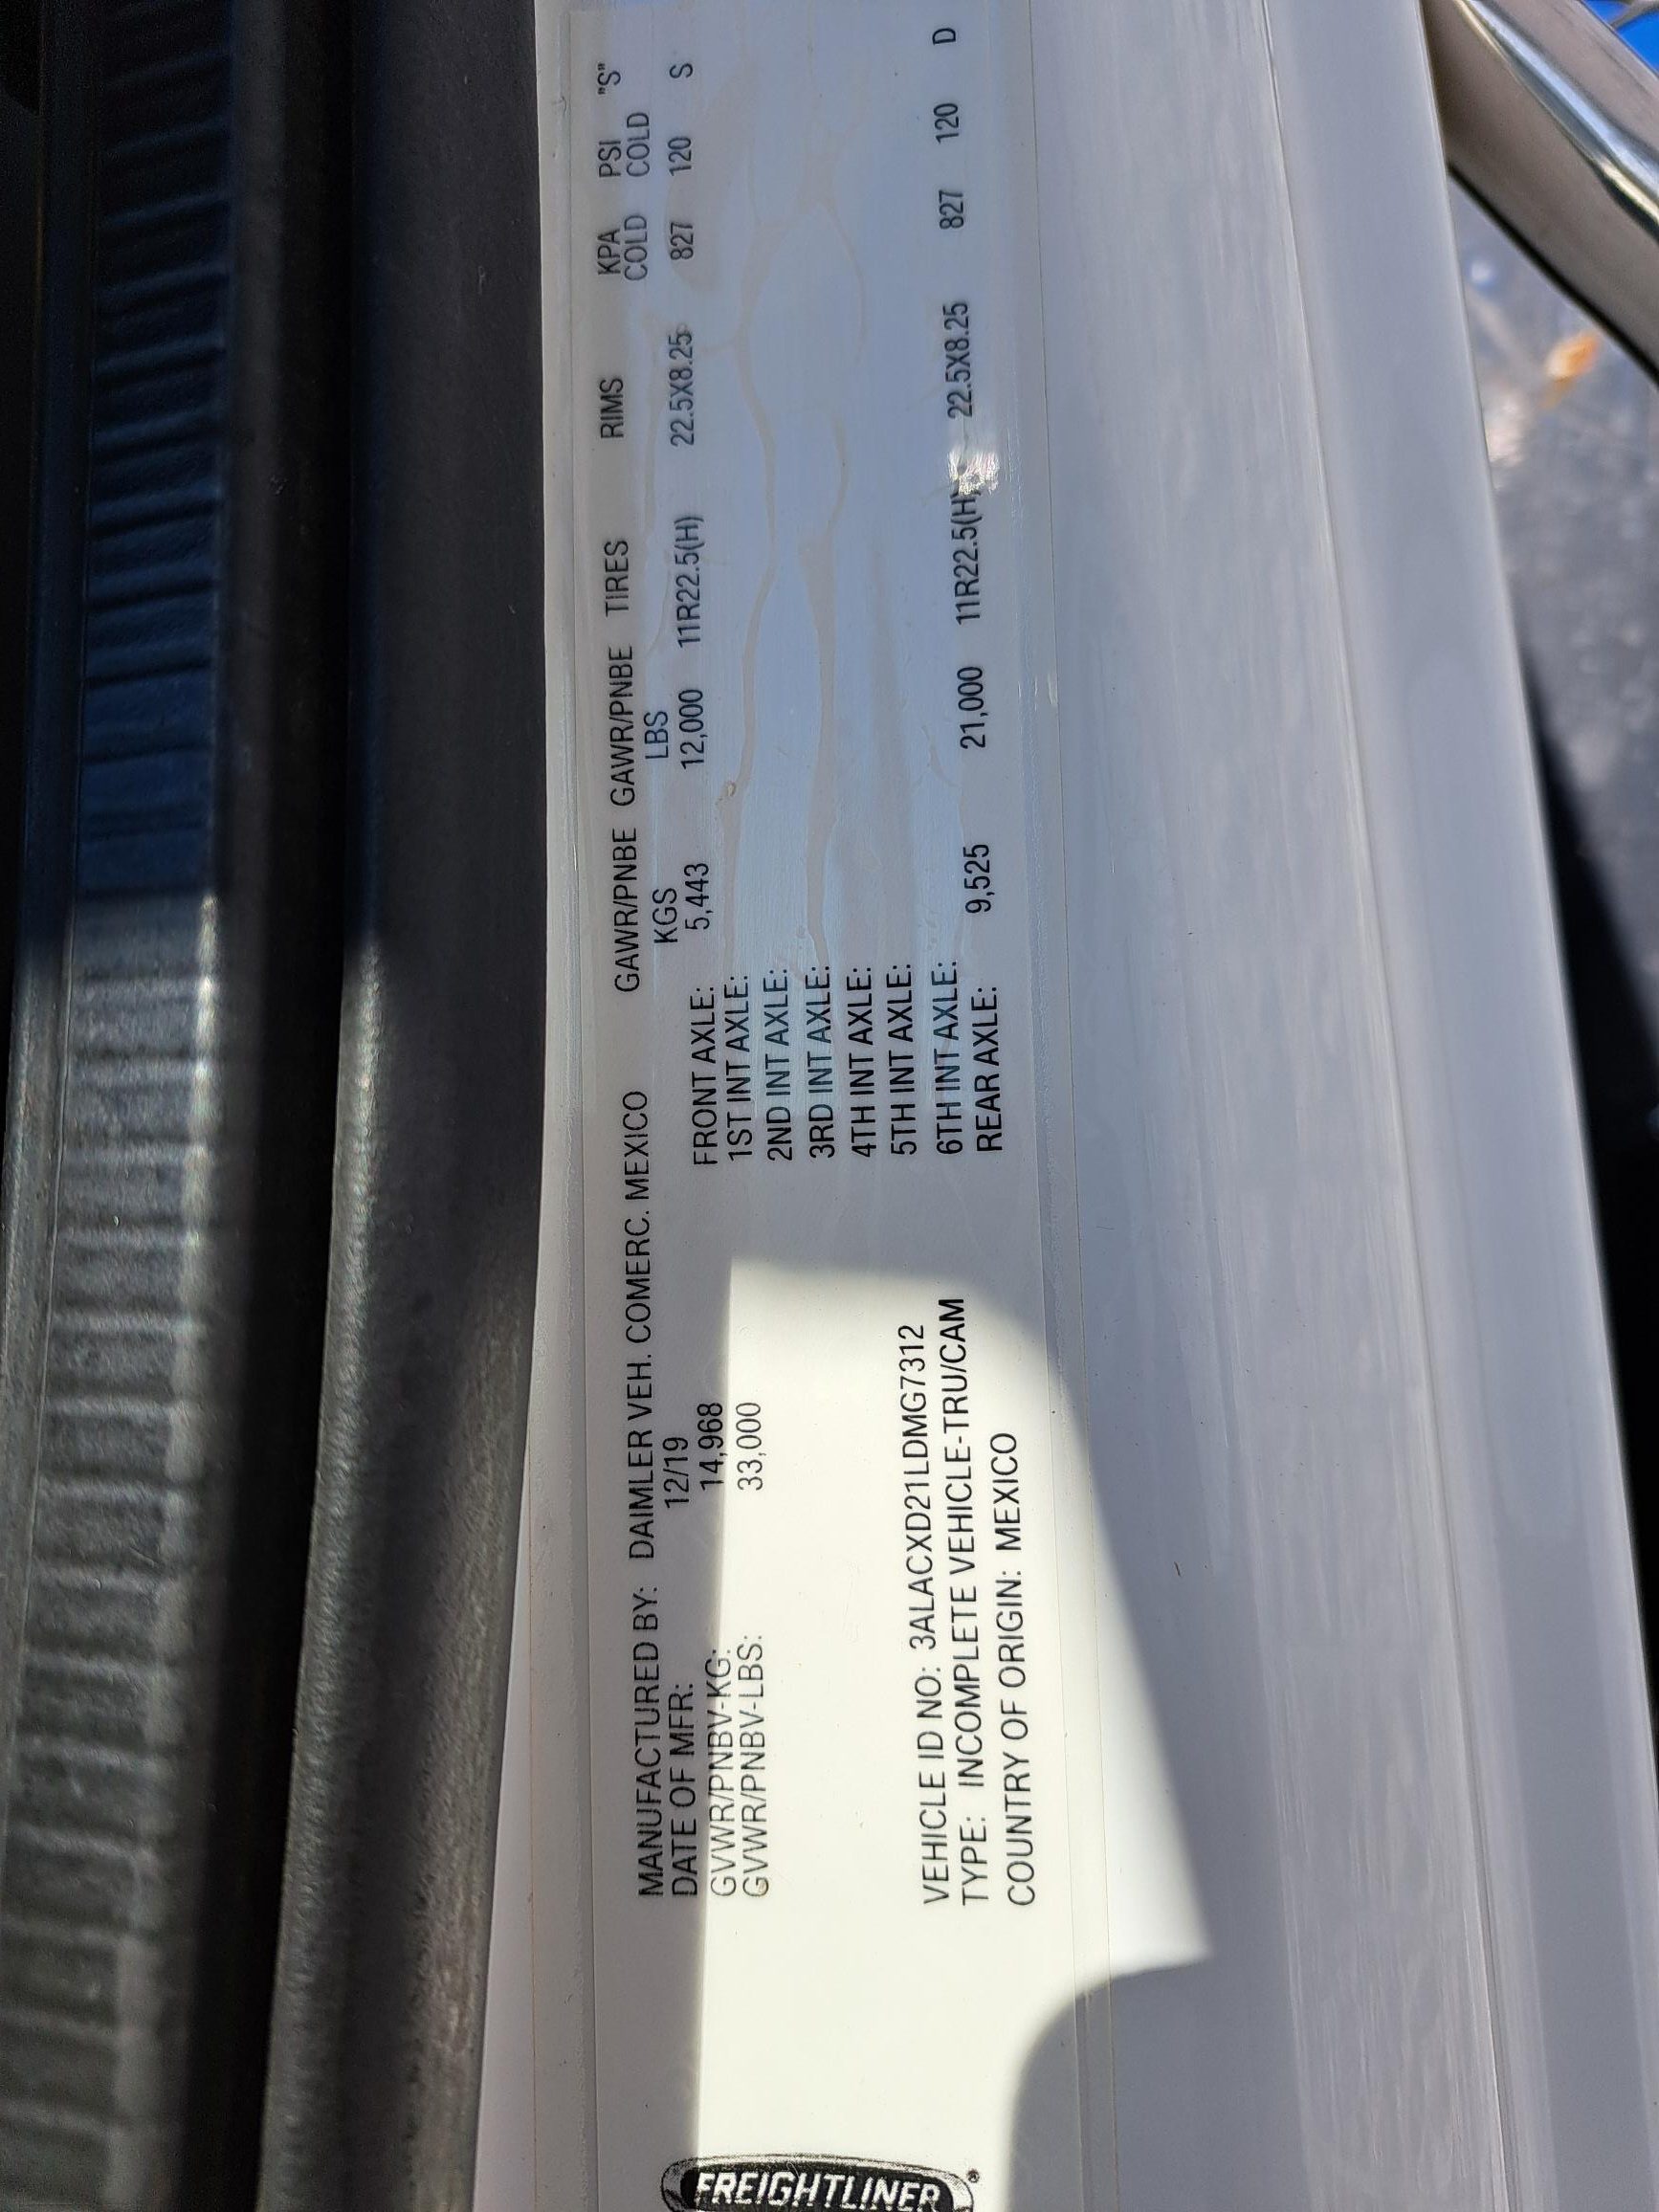 FREIGHTLINER®
MANUFACTURED BY: DAIMLER VEH. COMERC. MEXICO
DATE OF MFR: 12/19
GVWR/PNBV-KG: 14,968
GVWR/PNBV-LBS: 33,000
VEHICLE ID NO: 3ALACXD21LDMG7312
TYPE: INCOMPLETE VEHICLE-TRU/CAM
COUNTRY OF ORIGIN: MEXICO
GAWR/PNBE GAWR/PNBE TIRES RIMS KPA PSI "S"
KGS LBS COLD COLD
FRONT AXLE: 5,443 12,000 11R22.5(H) 22.5X8.25 827 120 S
1ST INT AXLE:
2ND INT AXLE:
3RD INT AXLE:
4TH INT AXLE:
5TH INT AXLE:
6TH INT AXLE:
REAR AXLE: 9,525 21,000 11R22.5(H) 22.5X8.25 827 120 D